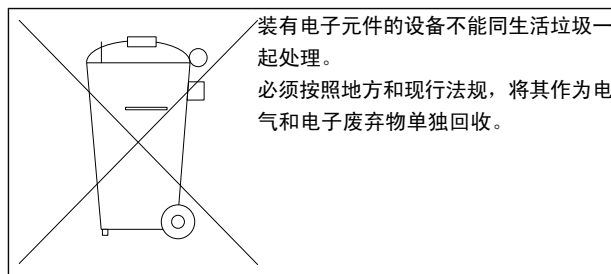 装有电子元件的设备不能同生活垃圾一
起处理。
必须按照地方和现行法规，将其作为电
气和电子废弃物单独回收。